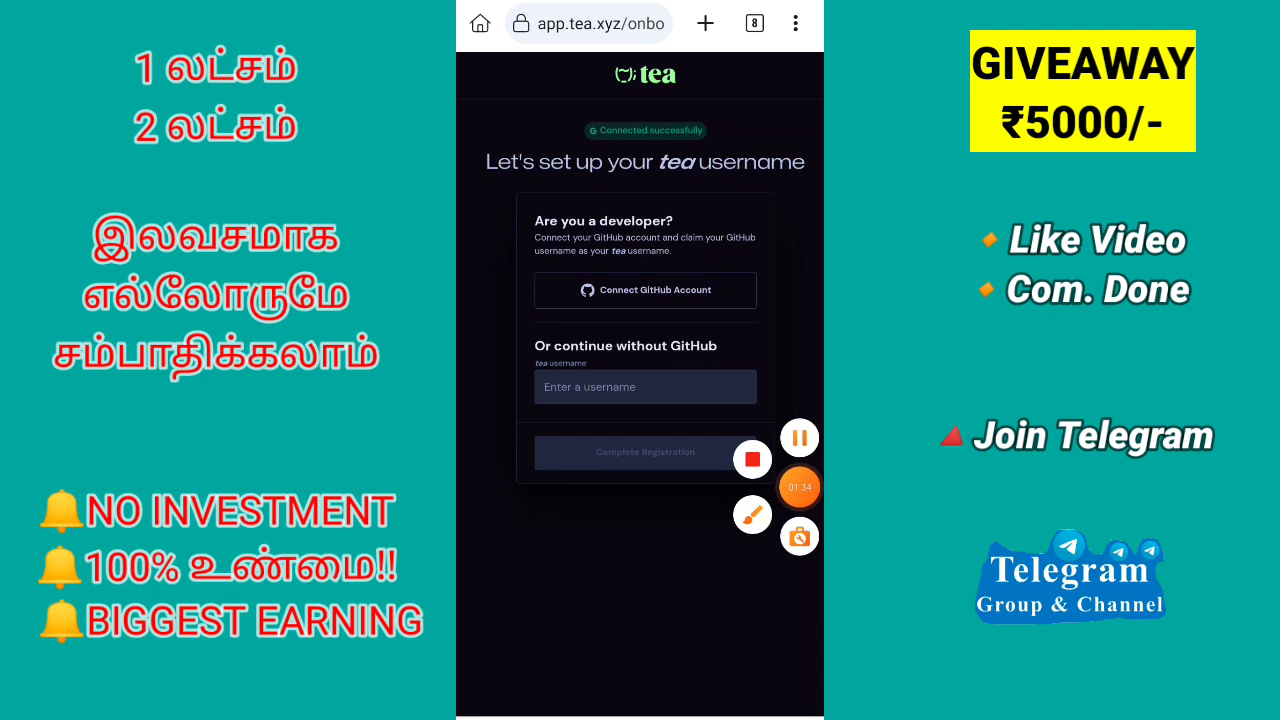 1 லட்சம்
2 லட்சம்
இலவசமாக
எல்லோருமே
சம்பாதிக்கலாம்
🔔NO INVESTMENT
🔔100% உண்மை!!
🔔BIGGEST EARNING
app.tea.xyz/onbo
8
tea
G Connected successfully
Let's set up your tea username
Are you a developer?
Connect your GitHub account and claim your GitHub
username as your tea username.
Connect GitHub Account
Or continue without GitHub
tea username
Enter a username
Complete Registration
01:34
GIVEAWAY
₹5000/-
🔸Like Video
🔸Com. Done
🔺Join Telegram
Telegram
Group & Channel